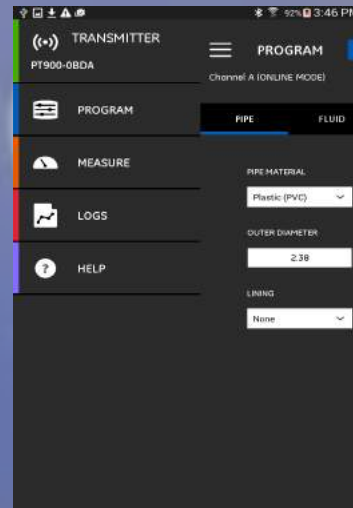 92% 3:46 PM
TRANSMITTER
PT900-0BDA
PROGRAM
MEASURE
LOGS
HELP
PROGRAM
Channel A (ONLINE MODE)
PIPE
FLUID
PIPE MATERIAL
Plastic (PVC)
OUTER DIAMETER
2.38
LINING
None